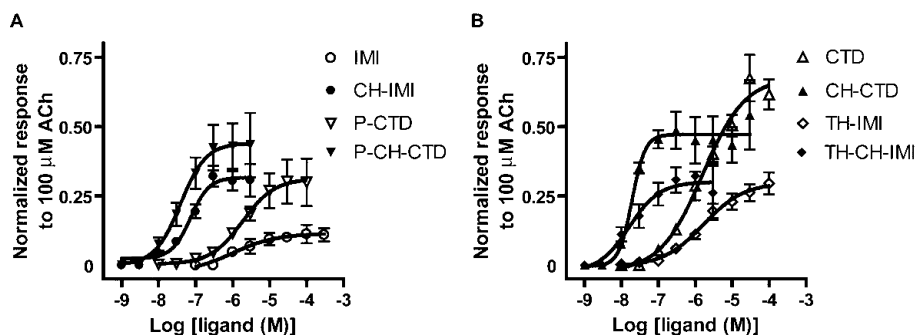 A
Normalized response
to 100 µM ACh
0.75
0.50
0.25
0
-9 -8 -7 -6 -5 -4 -3
Log [ligand (M)]
IMI
CH-IMI
P-CTD
P-CH-CTD
B
Normalized response
to 100 µM ACh
0.75
0.50
0.25
0
-9 -8 -7 -6 -5 -4 -3
Log [ligand (M)]
CTD
CH-CTD
TH-IMI
TH-CH-IMI